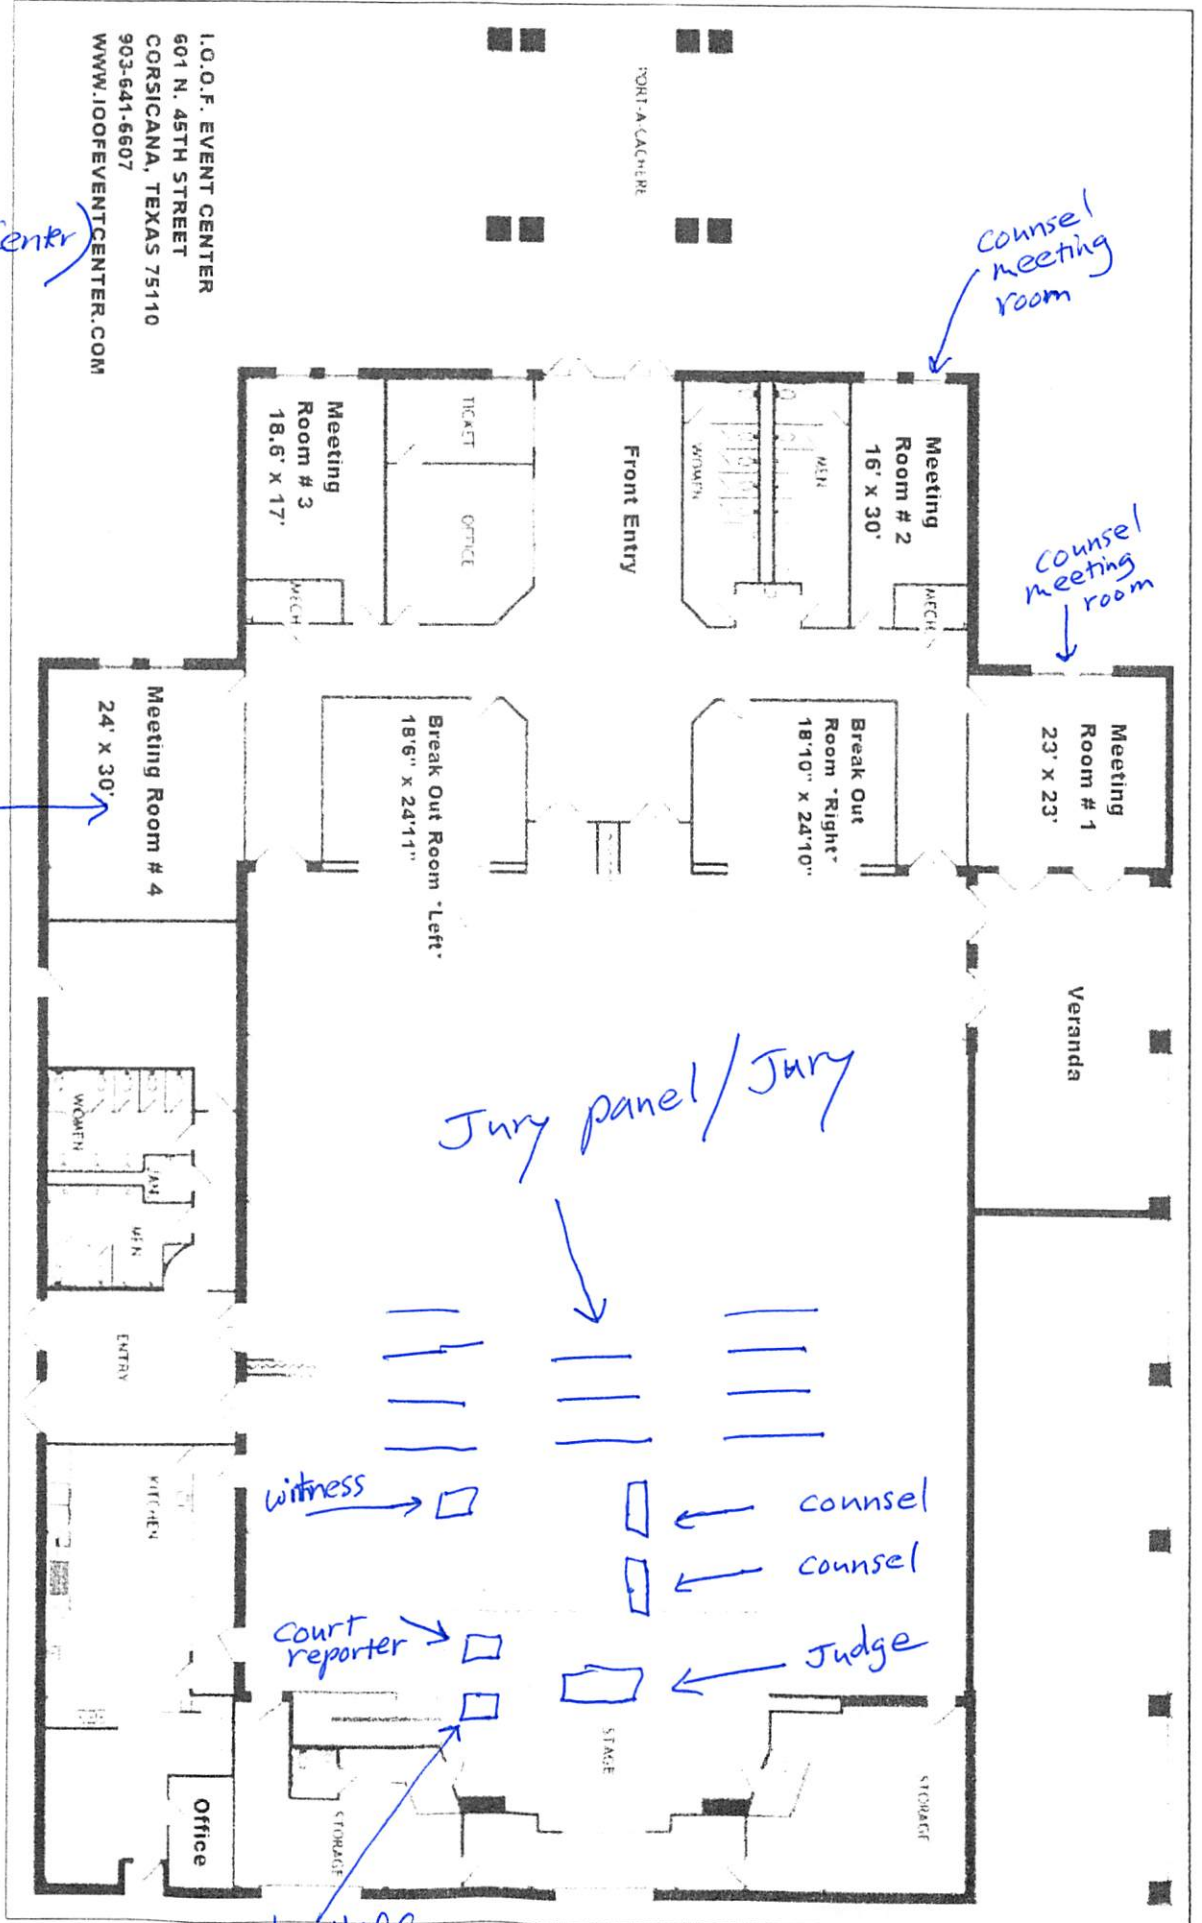 I.O.O.F. EVENT CENTER
601 N. 45TH STREET
CORSICANA, TEXAS 75110
903-641-6607
WWW.IOOFEVENTCENTER.COM
Center)
PORT-A-CACHERE
counsel
meeting
room
counsel
meeting
room
Meeting
Room # 3
18.6' x 17'
MECH
TICKET
OFFICE
Front Entry
WOMEN
MEN
Meeting
Room # 2
16' x 30'
MECH
Meeting
Room # 1
23' x 23'
Meeting Room # 4
24' x 30'
Break Out Room "Left"
18'6" x 24'11"
Break Out
Room "Right"
18'10" x 24'10"
Veranda
Jury panel/Jury
WOMEN
JAN
MEN
ENTRY
KITCHEN
witness
counsel
counsel
court
reporter
Judge
STAGE
STORAGE
STORAGE
Office